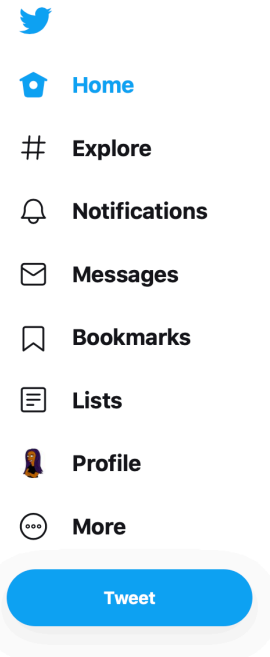 Home
Explore
Notifications
Messages
Bookmarks
Lists
Profile
More
Tweet